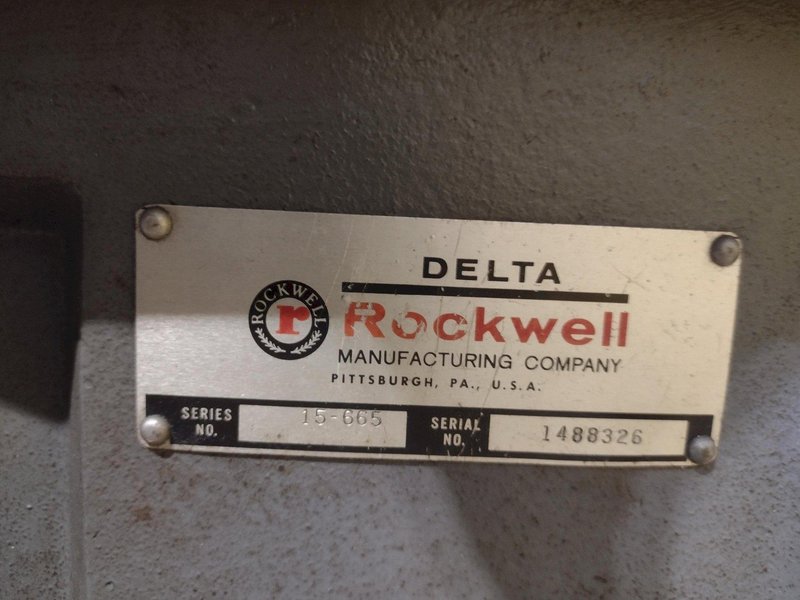 DELTA
ROCKWELL
r
Rockwell
MANUFACTURING COMPANY
PITTSBURGH, PA., U.S.A.
SERIES NO. 15-665
SERIAL NO. 1488326